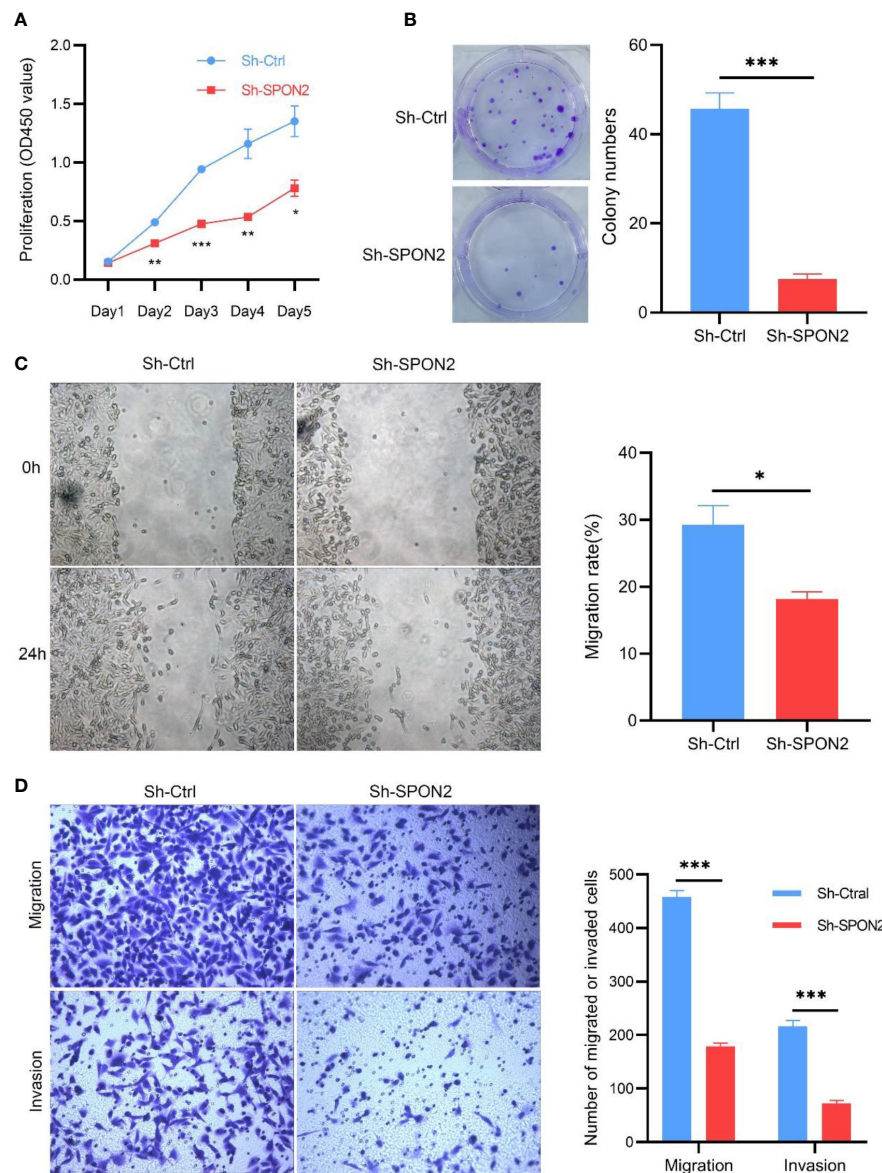 A
Proliferation (OD450 value)
2.0
1.5
1.0
0.5
0.0
Sh-Ctrl
Sh-SPON2
**
***
**
*
Day1 Day2 Day3 Day4 Day5
B
Sh-Ctrl
Sh-SPON2
Colony numbers
60
40
20
0
***
Sh-Ctrl Sh-SPON2
C
Sh-Ctrl Sh-SPON2
0h
24h
Migration rate(%)
40
30
20
10
0
*
Sh-Ctrl Sh-SPON2
D
Sh-Ctrl Sh-SPON2
Migration
Invasion
Number of migrated or invaded cells
500
400
300
200
100
0
***
***
Sh-Ctral
Sh-SPON2
Migration Invasion